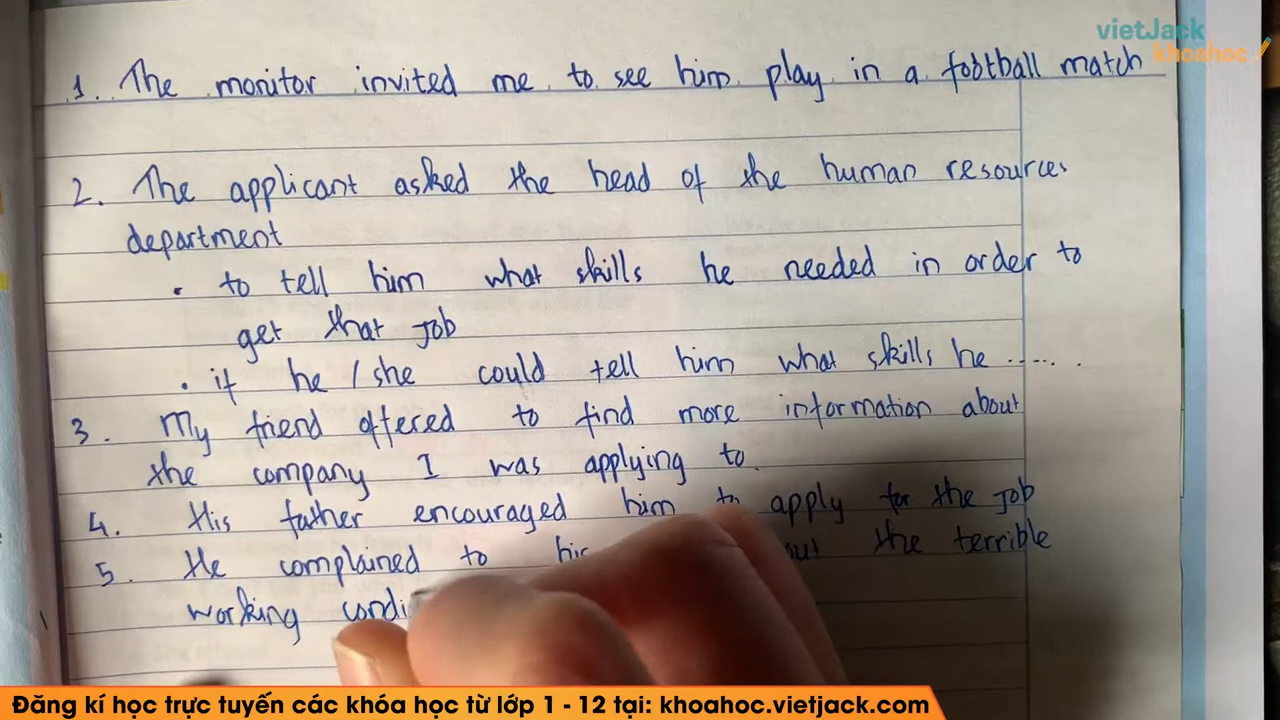 vietJack
khoahoc
1. The monitor invited me to see him play in a football match
2. The applicant asked the head of the human resources
department
• to tell him what skills he needed in order to
get that job
• if he / she could tell him what skills he ......
3. My friend offered to find more information about
the company I was applying to.
4. His father encouraged him to apply for the job
5. He complained to the terrible
working
Đăng kí học trực tuyến các khóa học từ lớp 1 - 12 tại: khoahoc.vietjack.com